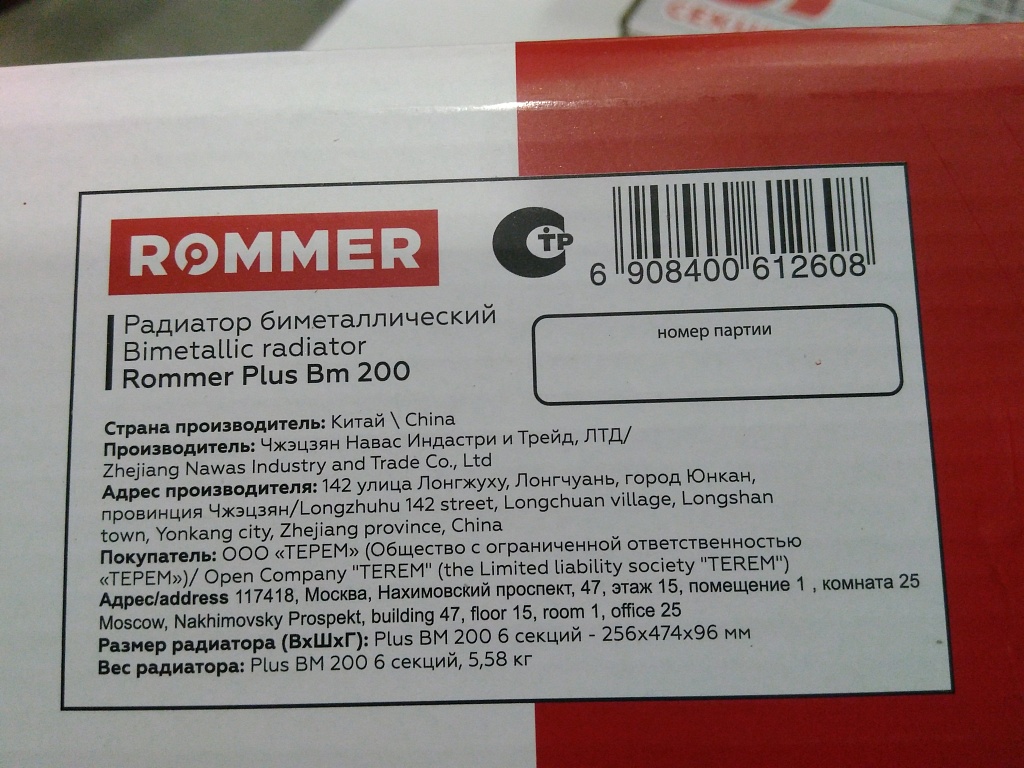 ROMMER
ТР
6 908400 612608
Радиатор биметаллический
Bimetallic radiator
Rommer Plus Bm 200
номер партии
Страна производитель: Китай \ China
Производитель: Чжэцзян Навас Индастри и Трейд, ЛТД/
Zhejiang Nawas Industry and Trade Co., Ltd
Адрес производителя: 142 улица Лонгжуху, Лонгчуань, город Юнкан,
провинция Чжэцзян/Longzhuhu 142 street, Longchuan village, Longshan
town, Yonkang city, Zhejiang province, China
Покупатель: ООО «ТЕРЕМ» (Общество с ограниченной ответственностью
«ТЕРЕМ»)/ Open Company "TEREM" (the Limited liability society "TEREM")
Адрес/address 117418, Москва, Нахимовский проспект, 47, этаж 15, помещение 1 , комната 25
Moscow, Nakhimovsky Prospekt, building 47, floor 15, room 1, office 25
Размер радиатора (ВхШхГ): Plus BM 200 6 секций - 256x474x96 мм
Вес радиатора: Plus BM 200 6 секций, 5,58 кг